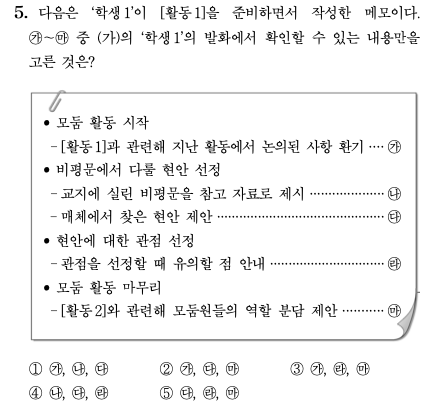 5. 다음은 ‘학생 1’이 [활동 1]을 준비하면서 작성한 메모이다.
㉮~㉲ 중 (가)의 ‘학생 1’의 발화에서 확인할 수 있는 내용만을
고른 것은?
• 모둠 활동 시작
- [활동 1]과 관련해 지난 활동에서 논의된 사항 환기 ···· ㉮
• 비평문에서 다룰 현안 선정
- 교지에 실린 비평문을 참고 자료로 제시 ··················· ㉯
- 매체에서 찾은 현안 제안 ·········································· ㉰
• 현안에 대한 관점 선정
- 관점을 선정할 때 유의할 점 안내 ····························· ㉱
• 모둠 활동 마무리
- [활동 2]와 관련해 모둠원들의 역할 분담 제안 ··········· ㉲
① ㉮, ㉯, ㉰ ② ㉮, ㉰, ㉲ ③ ㉮, ㉱, ㉲
④ ㉯, ㉰, ㉱ ⑤ ㉰, ㉱, ㉲